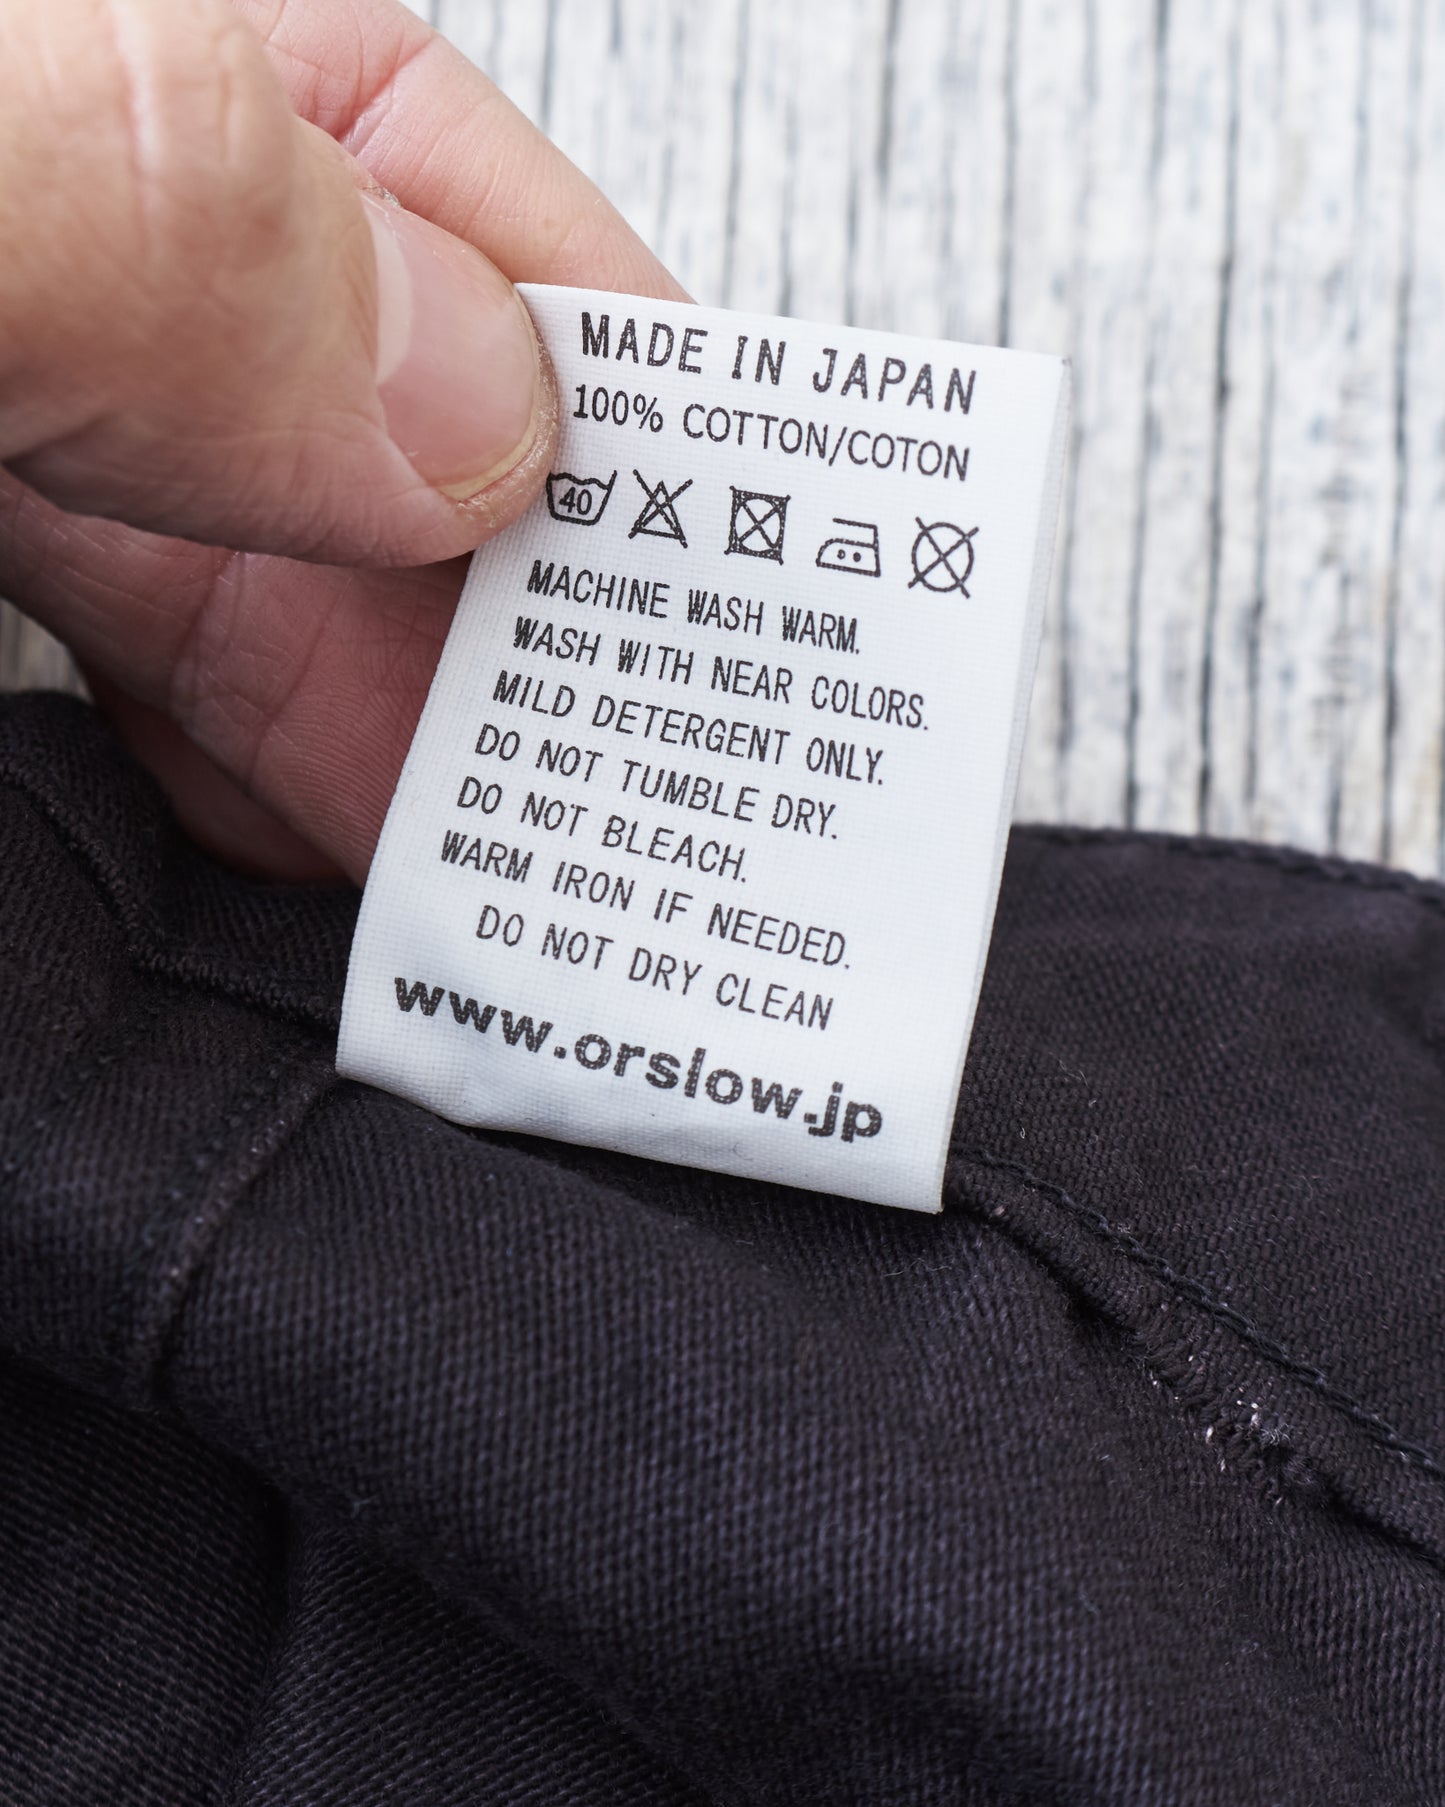 MADE IN JAPAN
100% COTTON/COTON
40
MACHINE WASH WARM.
WASH WITH NEAR COLORS.
MILD DETERGENT ONLY.
DO NOT TUMBLE DRY.
DO NOT BLEACH.
WARM IRON IF NEEDED.
DO NOT DRY CLEAN
www.orslow.jp